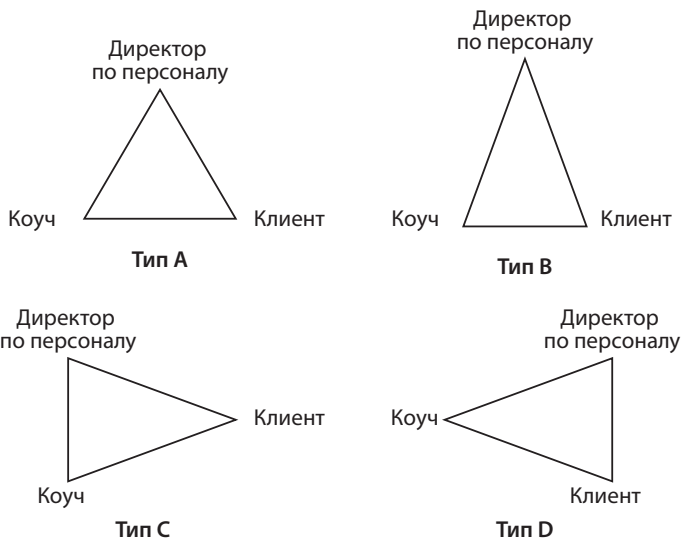 Директор
по персоналу
Коуч
Клиент
Тип A
Директор
по персоналу
Коуч
Клиент
Тип B
Директор
по персоналу
Клиент
Коуч
Тип C
Директор
по персоналу
Коуч
Клиент
Тип D